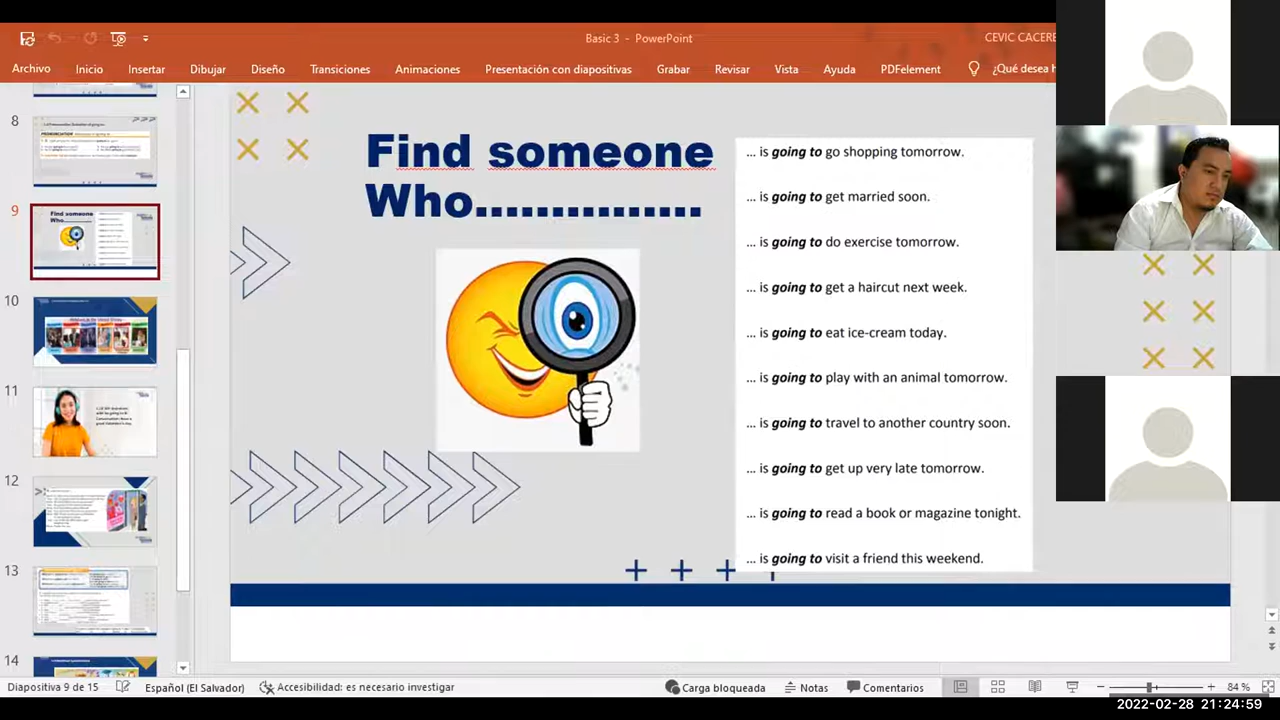 Basic 3 - PowerPoint
CEVIC CACERE
Archivo Inicio Insertar Dibujar Diseño Transiciones Animaciones Presentación con diapositivas Grabar Revisar Vista Ayuda PDFelement ¿Qué desea h
8
9
10
11
12
13
14
Find someone
Who..............
... is going to go shopping tomorrow.
... is going to get married soon.
... is going to do exercise tomorrow.
... is going to get a haircut next week.
... is going to eat ice-cream today.
... is going to play with an animal tomorrow.
... is going to travel to another country soon.
... is going to get up very late tomorrow.
... is going to read a book or magazine tonight.
... is going to visit a friend this weekend.
Diapositiva 9 de 15 Español (El Salvador) Accesibilidad: es necesario investigar Carga bloqueada Notas Comentarios 84 %
2022-02-28 21:24:59